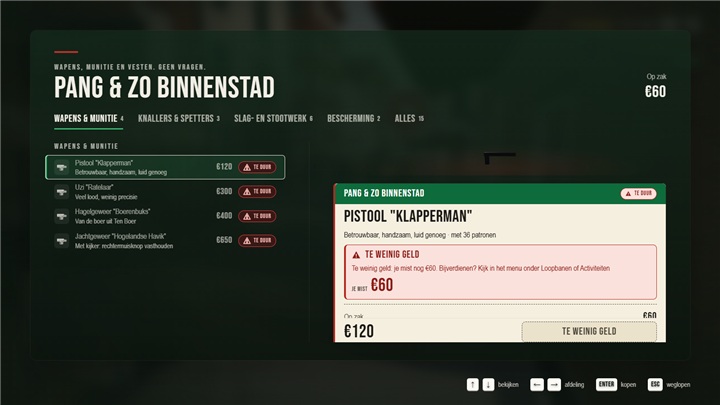 WAPENS, MUNITIE EN VESTEN. GEEN VRAGEN.
PANG & ZO BINNENSTAD
Op zak
€60
WAPENS & MUNITIE 4 KNALLERS & SPETTERS 3 SLAG- EN STOOTWERK 6 BESCHERMING 2 ALLES 15
WAPENS & MUNITIE
Pistool "Klapperman" €120 TE DUUR
Betrouwbaar, handzaam, luid genoeg
Uzi "Ratelaar" €300 TE DUUR
Veel lood, weinig precisie
Hagelgeweer "Boerenbuks" €400 TE DUUR
Van de boer uit Ten Boer
Jachtgeweer "Hogelandse Havik" €650 TE DUUR
Met kijker: rechtermuisknop vasthouden
PANG & ZO BINNENSTAD TE DUUR
PISTOOL "KLAPPERMAN"
Betrouwbaar, handzaam, luid genoeg · met 36 patronen
TE WEINIG GELD
Te weinig geld: je mist nog €60. Bijverdienen? Kijk in het menu onder Loopbanen of Activiteiten
JE MIST €60
Op zak €60
€120 TE WEINIG GELD
↑ ↓ bekijken ← → afdeling ENTER kopen ESC weglopen